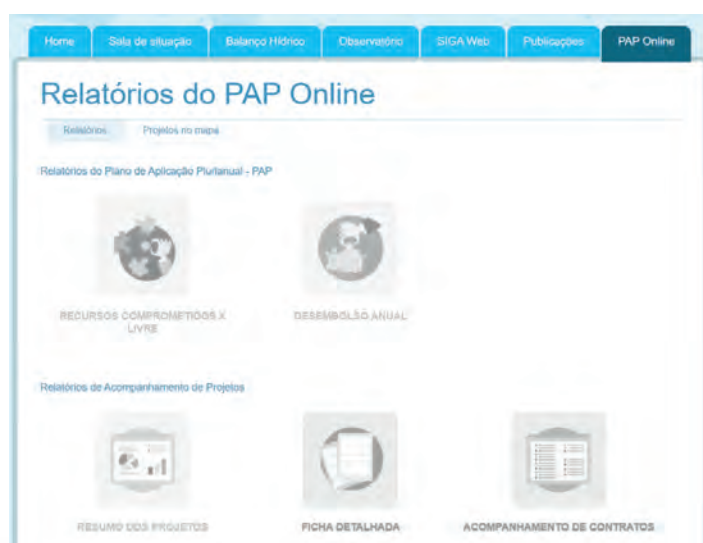 Home Sala de situação Balanço Hídrico Observatório SIGA Web Publicações PAP Online
Relatórios do PAP Online
Relatórios Projetos no mapa
Relatórios do Plano de Aplicação Plurianual - PAP
RECURSOS COMPROMETIDOS X DESEMBOLSO ANUAL
LIVRE
Relatórios de Acompanhamento de Projetos
RESUMO DOS PROJETOS FICHA DETALHADA ACOMPANHAMENTO DE CONTRATOS